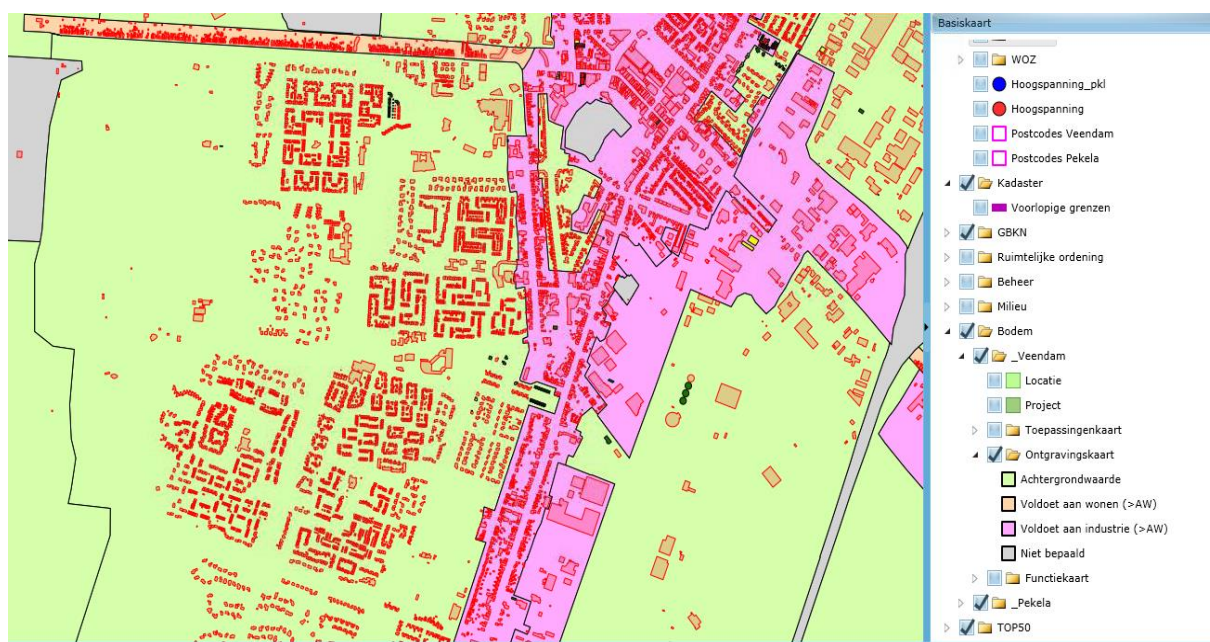 Basiskaart
WOZ
Hoogspanning_pkl
Hoogspanning
Postcodes Veendam
Postcodes Pekela
Kadaster
Voorlopige grenzen
GBKN
Ruimtelijke ordening
Beheer
Milieu
Bodem
_Veendam
Locatie
Project
Toepassingenkaart
Ontgravingskaart
Achtergrondwaarde
Voldoet aan wonen (>AW)
Voldoet aan industrie (>AW)
Niet bepaald
Functiekaart
_Pekela
TOP50